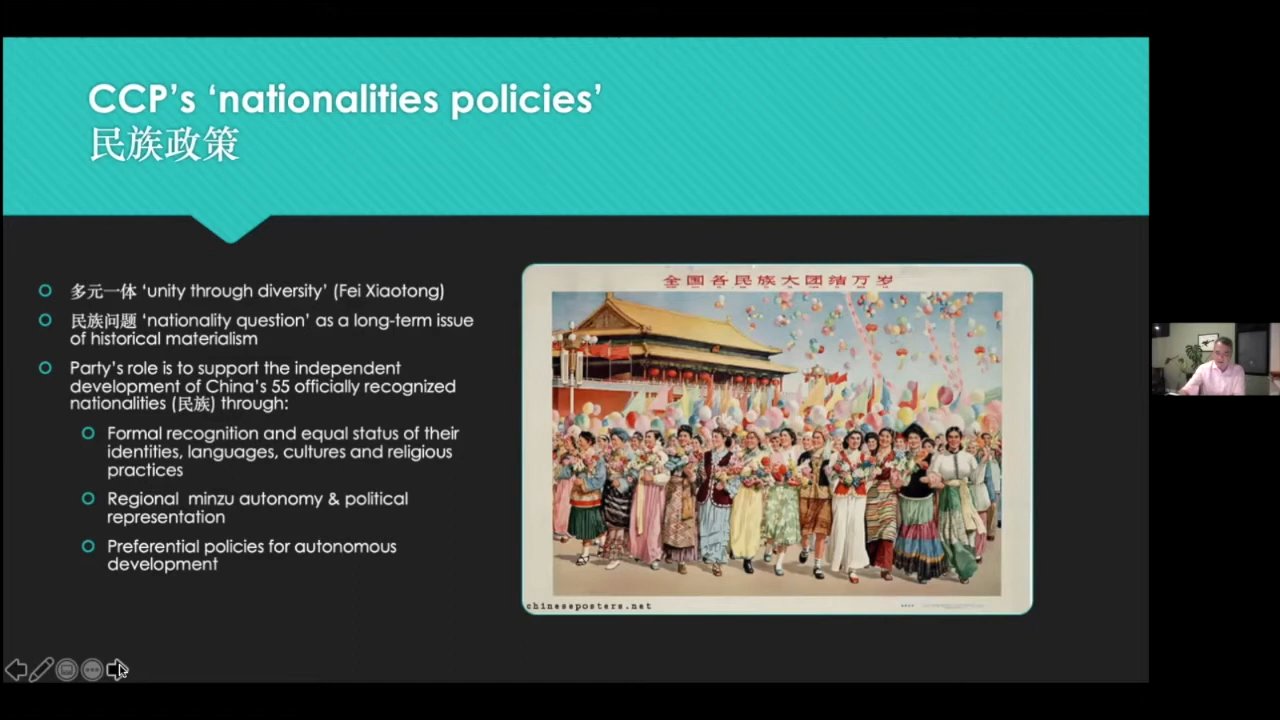 CCP's 'nationalities policies'
民族政策
多元一体 'unity through diversity' (Fei Xiaotong)
民族问题 'nationality question' as a long-term issue
of historical materialism
Party's role is to support the independent
development of China's 55 officially recognized
nationalities (民族) through:
Formal recognition and equal status of their
identities, languages, cultures and religious
practices
Regional minzu autonomy & political
representation
Preferential policies for autonomous
development
全国各民族大团结万岁
chineseposters.net